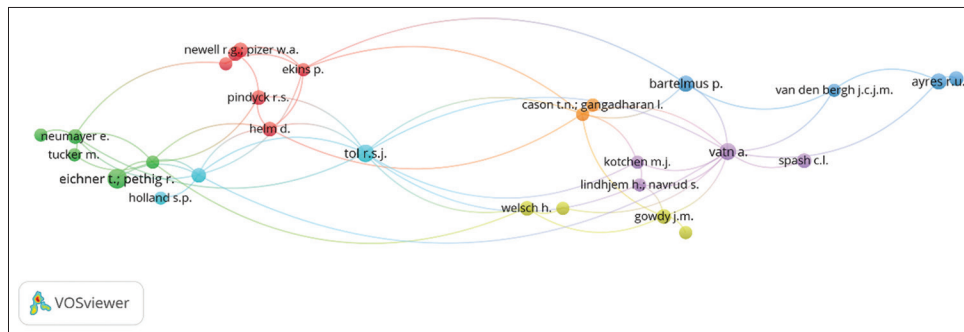 newell r.g.; pizer w.a.
ekins p.
pindyck r.s.
helm d.
neumayer e.
tucker m.
eichner t.; pethig r.
holland s.p.
tol r.s.j.
bartelmus p.
cason t.n.; gangadharan l.
van den bergh j.c.j.m.
ayres r.u.
kotchen m.j.
vatn a.
spash c.l.
lindhjem h.; navrud s.
welsch h.
gowdy j.m.
VOSviewer